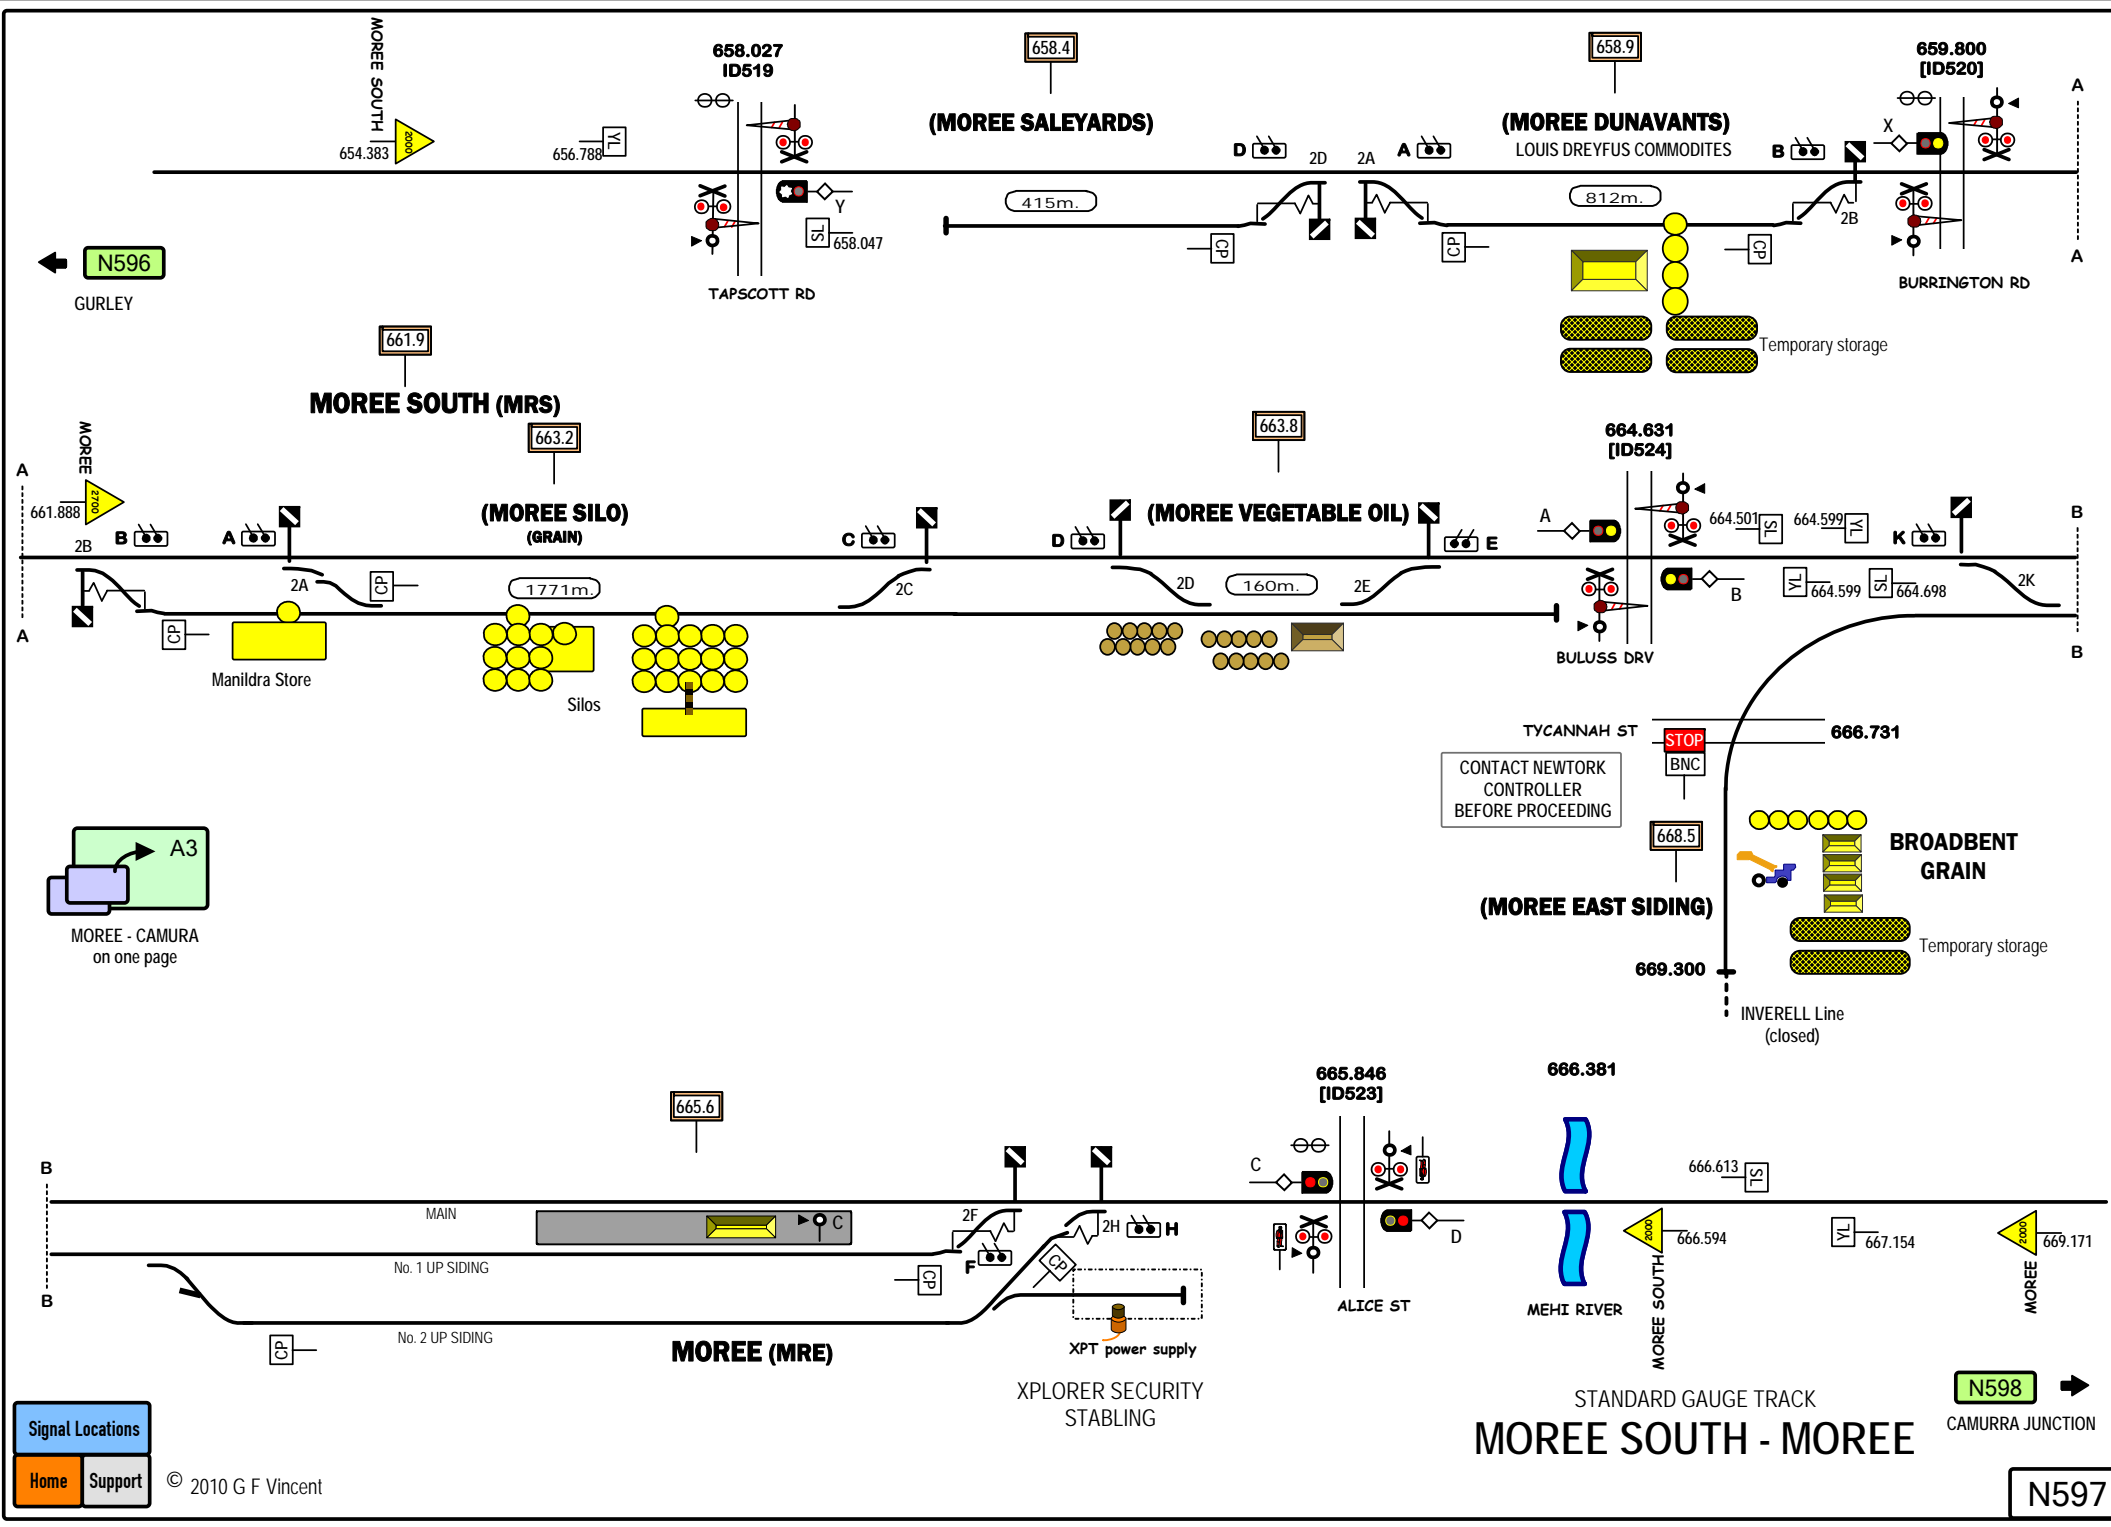 MOREE SOUTH
2000
654.383
656.788
YL
658.027
ID519
Y
SL
658.047
TAPSCOTT RD
658.4
(MOREE SALEYARDS)
D
2D
2A
A
415m.
CP
658.9
(MOREE DUNAVANTS)
LOUIS DREYFUS COMMODITES
B
812m.
2B
CP
CP
Temporary storage
659.800
[ID520]
X
BURRINGTON RD
A
A
N596
GURLEY
661.9
MOREE SOUTH (MRS)
663.2
(MOREE SILO)
(GRAIN)
A
A
MOREE
2700
661.888
2B
B
A
2A
CP
CP
1771m.
C
2C
Manildra Store
Silos
663.8
(MOREE VEGETABLE OIL)
D
E
2D
160m.
2E
664.631
[ID524]
A
B
BULUSS DRV
664.501
SL
664.599
YL
YL
664.599
SL
664.698
K
2K
B
B
TYCANNAH ST
STOP
BNC
666.731
CONTACT NEWTORK
CONTROLLER
BEFORE PROCEEDING
668.5
(MOREE EAST SIDING)
BROADBENT
GRAIN
Temporary storage
669.300
INVERELL Line
(closed)
A3
MOREE - CAMURA
on one page
665.6
B
B
MAIN
C
No. 1 UP SIDING
No. 2 UP SIDING
CP
CP
2F
F
2H
H
CP
MOREE (MRE)
XPT power supply
XPLORER SECURITY
STABLING
665.846
[ID523]
C
D
ALICE ST
666.381
MEHI RIVER
666.613
SL
2000
666.594
MOREE SOUTH
YL
667.154
2000
669.171
MOREE
STANDARD GAUGE TRACK
MOREE SOUTH - MOREE
N598
CAMURRA JUNCTION
Signal Locations
Home
Support
© 2010 G F Vincent
N597